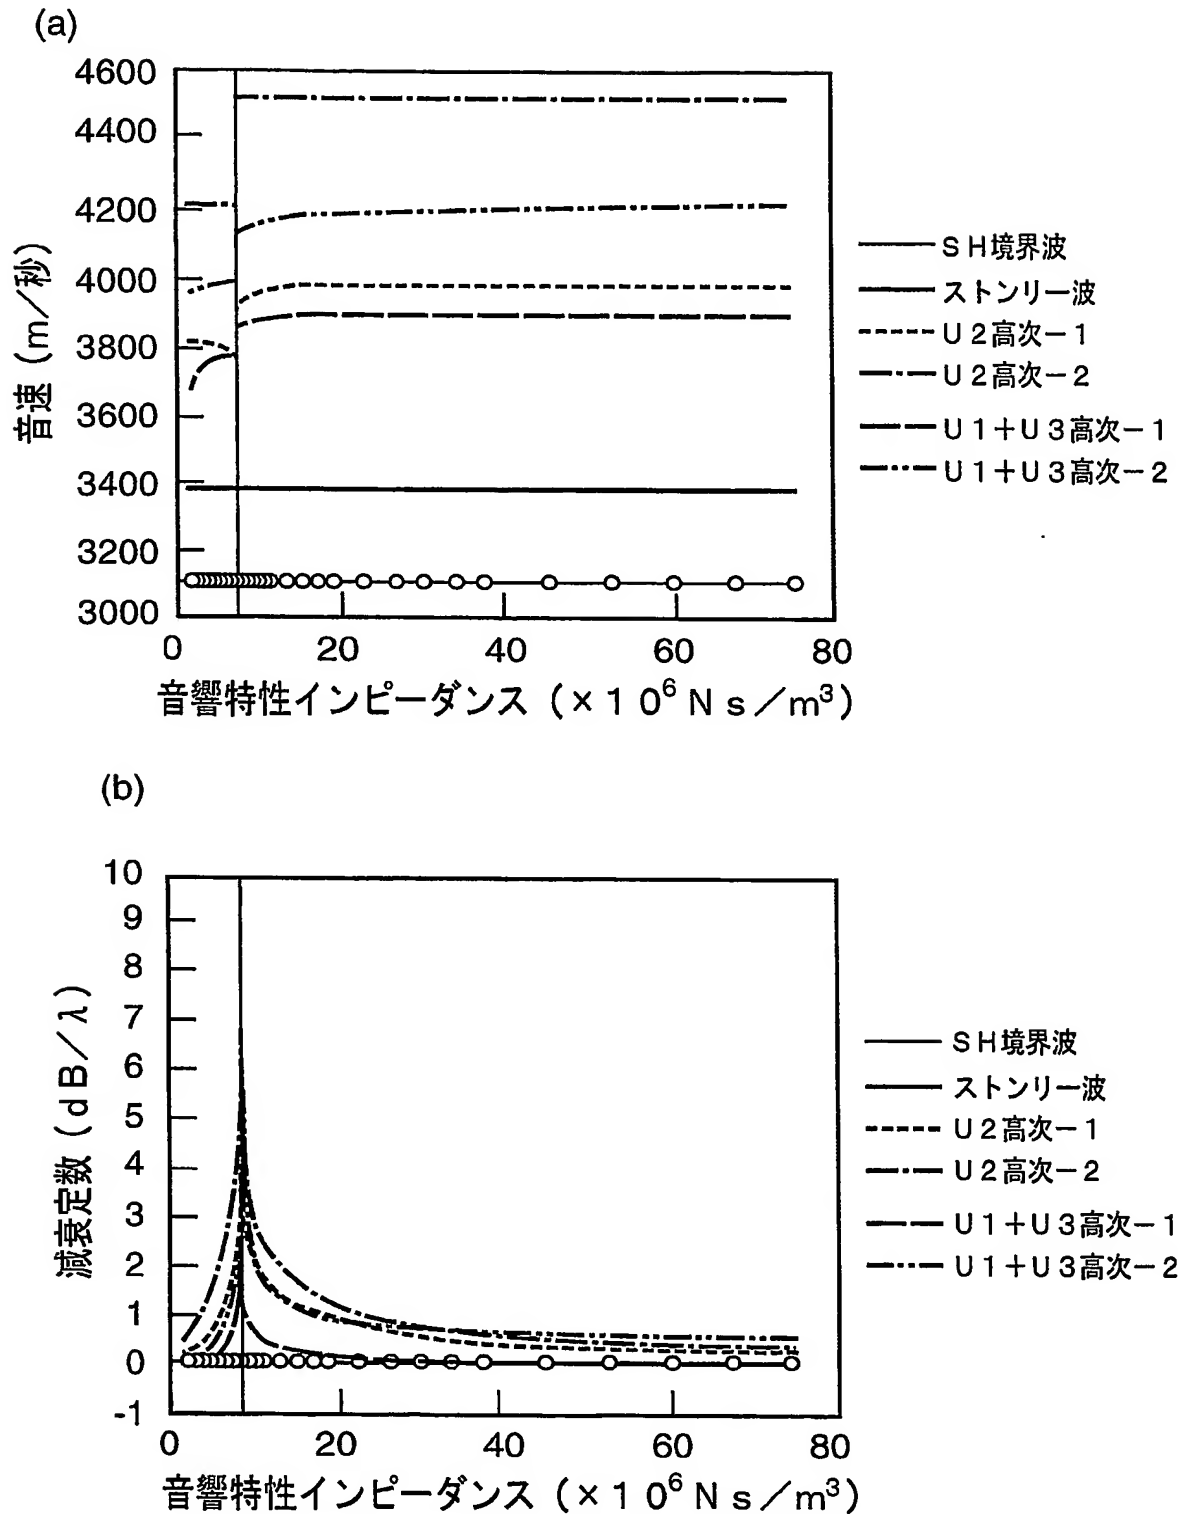 (a)
4600
4400
4200
4000
3800
3600
3400
3200
3000
音速 (m/秒)
0 20 40 60 80
音響特性インピーダンス (×10⁶Ns/m³)
SH境界波
ストンリー波
U2高次−1
U2高次−2
U1+U3高次−1
U1+U3高次−2
(b)
10
9
8
7
6
5
4
3
2
1
0
-1
減衰定数 (dB/λ)
0 20 40 60 80
音響特性インピーダンス (×10⁶Ns/m³)
SH境界波
ストンリー波
U2高次−1
U2高次−2
U1+U3高次−1
U1+U3高次−2